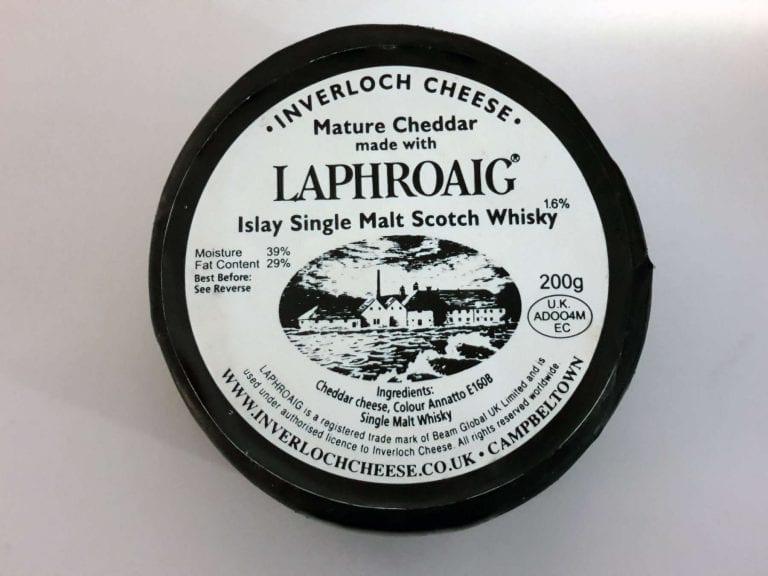 • INVERLOCH CHEESE •
Mature Cheddar
made with
LAPHROAIG®
Islay Single Malt Scotch Whisky 1.6%
Moisture 39%
Fat Content 29%
Best Before:
See Reverse
200g
U.K.
ADOO4M
EC
Ingredients:
Cheddar cheese, Colour Annatto E160B
Single Malt Whisky
LAPHROAIG is a registered trade mark of Beam Global UK Limited and is
used under authorised licence to Inverloch Cheese. All rights reserved worldwide.
WWW.INVERLOCHCHEESE.CO.UK • CAMPBELTOWN